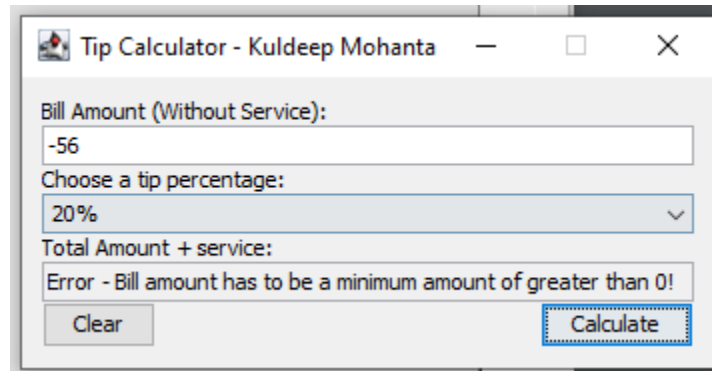 Tip Calculator - Kuldeep Mohanta
Bill Amount (Without Service):
-56
Choose a tip percentage:
20%
Total Amount + service:
Error - Bill amount has to be a minimum amount of greater than 0!
Clear
Calculate